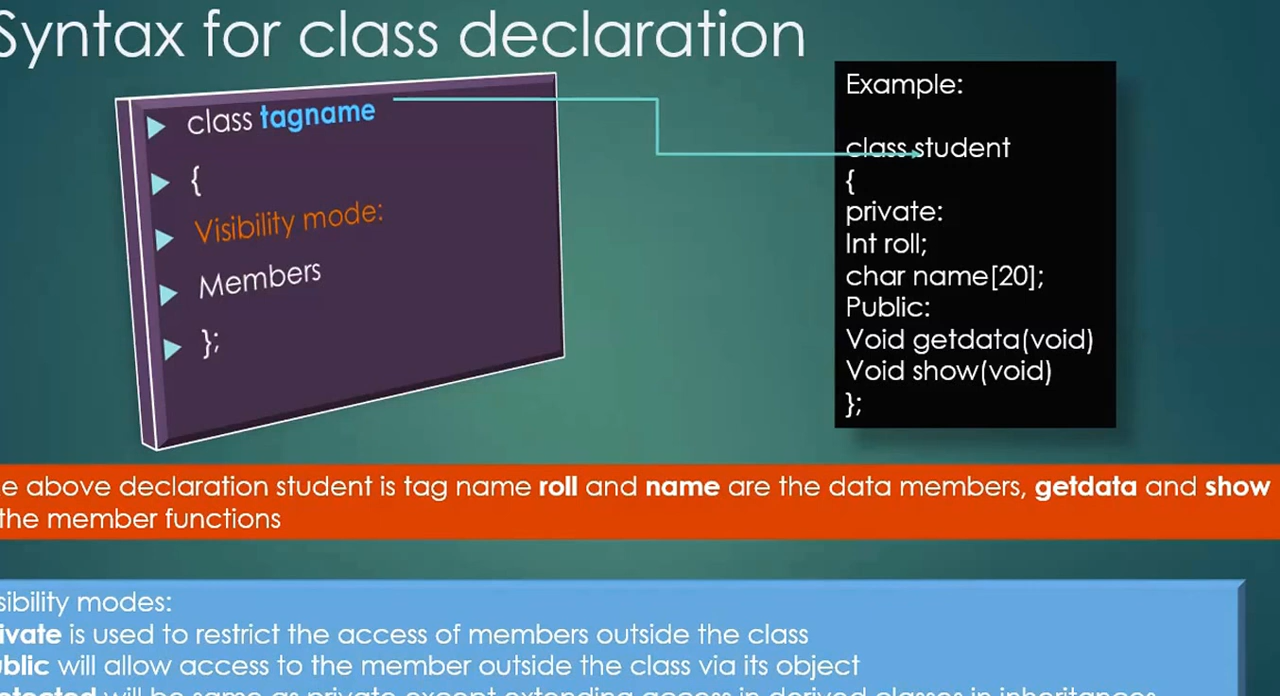 Syntax for class declaration
class tagname
{
Visibility mode:
Members
};
Example:
class student
{
private:
Int roll;
char name[20];
Public:
Void getdata(void)
Void show(void)
};
e above declaration student is tag name roll and name are the data members, getdata and show
the member functions
sibility modes:
ivate is used to restrict the access of members outside the class
ublic will allow access to the member outside the class via its object
otected will be same as private except extending access in derived classes in inheritances